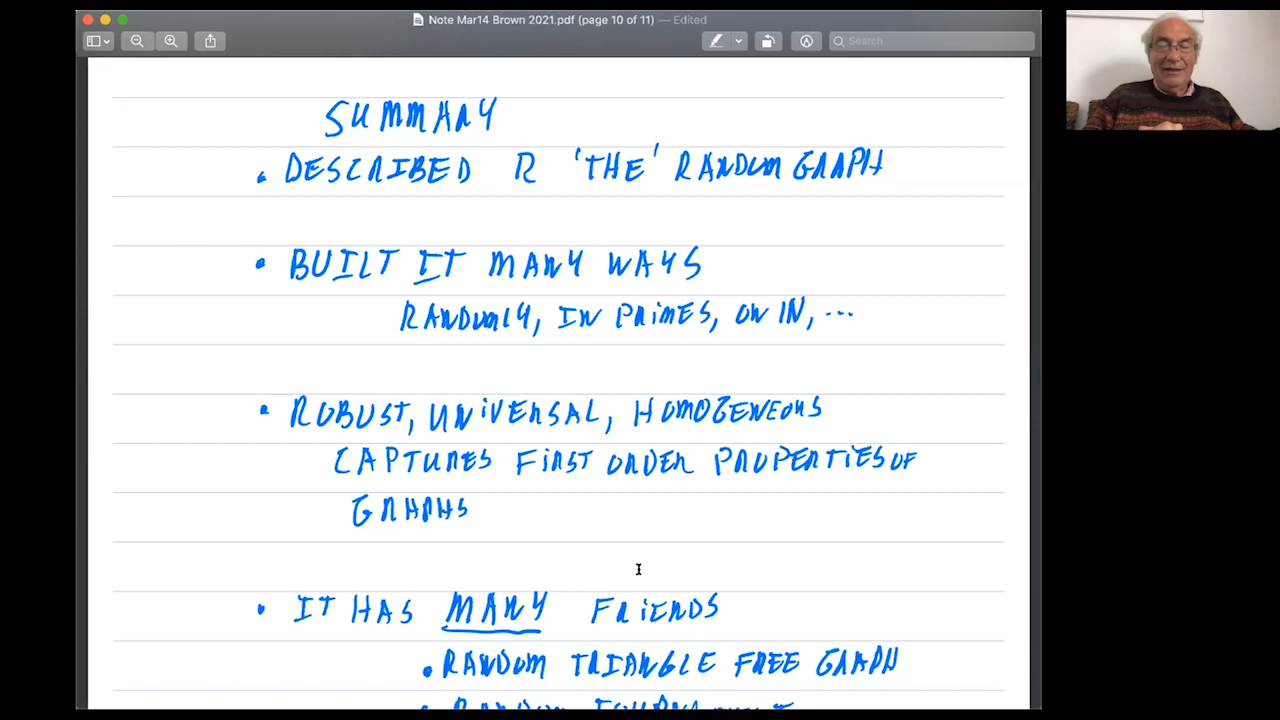 Note Mar14 Brown 2021.pdf (page 10 of 11) — Edited
Search
SUMMARY
• DESCRIBED R 'THE' RANDOM GRAPH
• BUILT IT MANY WAYS
RANDOMLY, IN PRIMES, ON IN, ...
• ROBUST, UNIVERSAL, HOMOGENEOUS
CAPTURES FIRST ORDER PROPERTIES OF
GRAPHS
• IT HAS MANY FRIENDS
• RANDOM TRIANGLE FREE GRAPH
• RANDOM